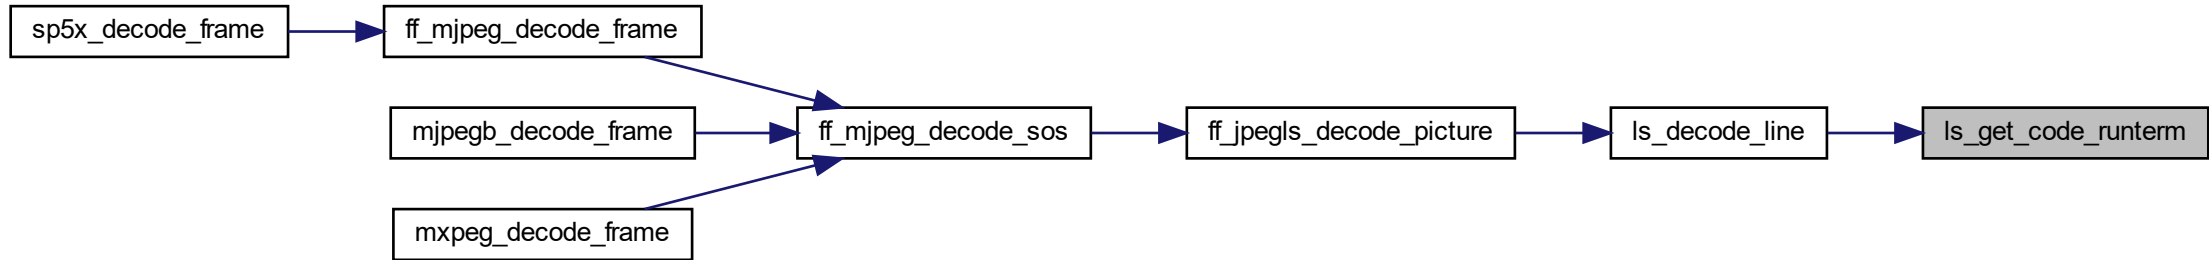 sp5x_decode_frame
ff_mjpeg_decode_frame
mjpegb_decode_frame
ff_mjpeg_decode_sos
ff_jpegls_decode_picture
ls_decode_line
ls_get_code_runterm
mxpeg_decode_frame